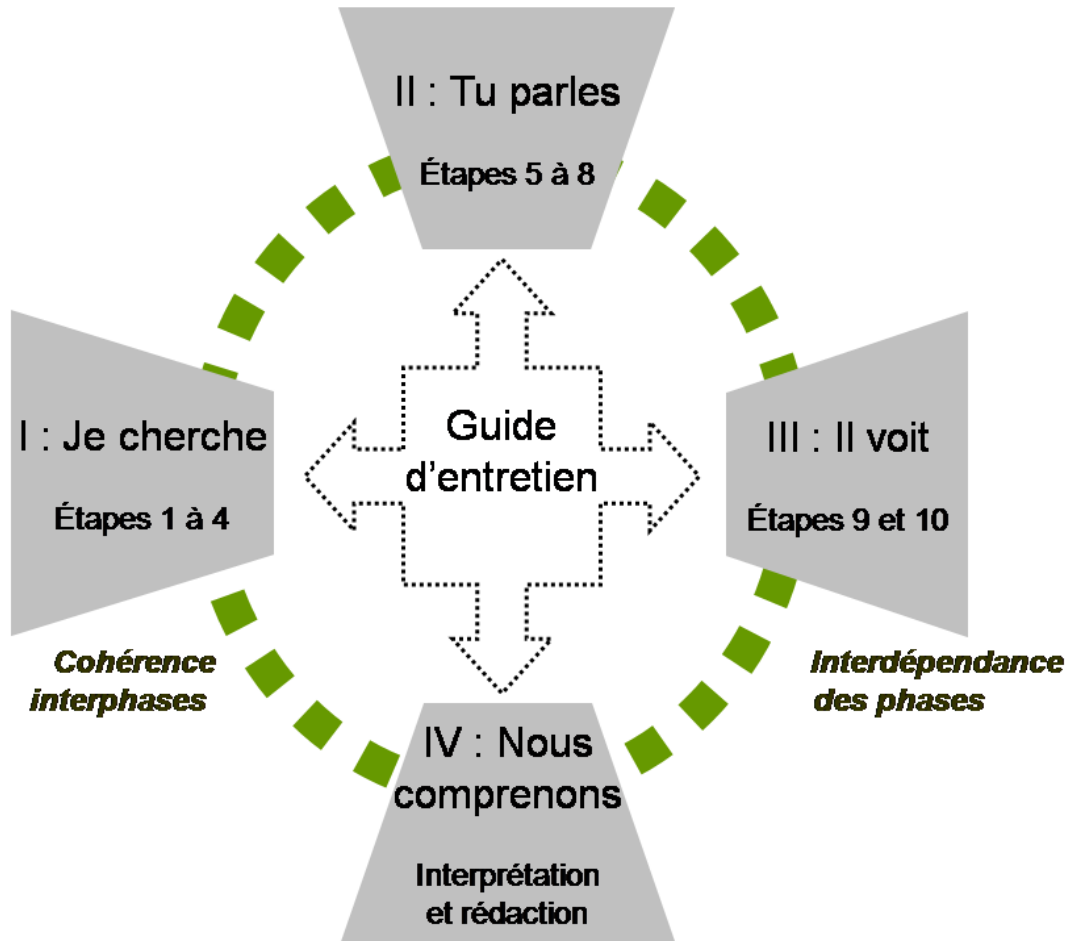 II : Tu parles
Étapes 5 à 8
I : Je cherche
Étapes 1 à 4
Guide
d'entretien
III : Il voit
Étapes 9 et 10
Cohérence
interphases
Interdépendance
des phases
IV : Nous
comprenons
Interprétation
et rédaction